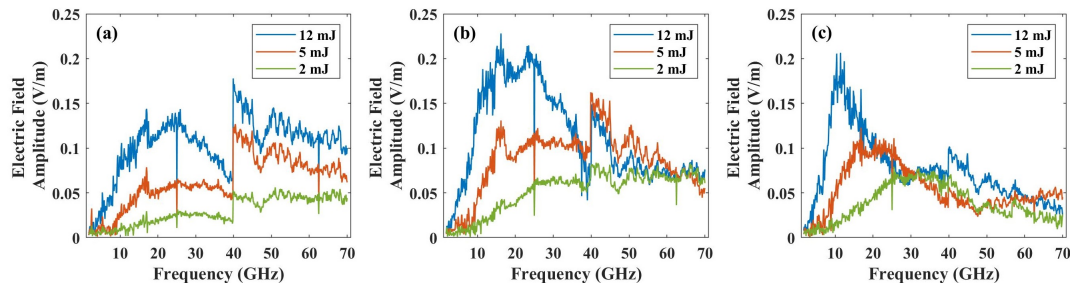 (a)
12 mJ
5 mJ
2 mJ
0.25
0.2
0.15
0.1
0.05
0
10 20 30 40 50 60 70
Frequency (GHz)
Electric Field
Amplitude (V/m)
(b)
12 mJ
5 mJ
2 mJ
0.25
0.2
0.15
0.1
0.05
0
10 20 30 40 50 60 70
Frequency (GHz)
Electric Field
Amplitude (V/m)
(c)
12 mJ
5 mJ
2 mJ
0.25
0.2
0.15
0.1
0.05
0
10 20 30 40 50 60 70
Frequency (GHz)
Electric Field
Amplitude (V/m)